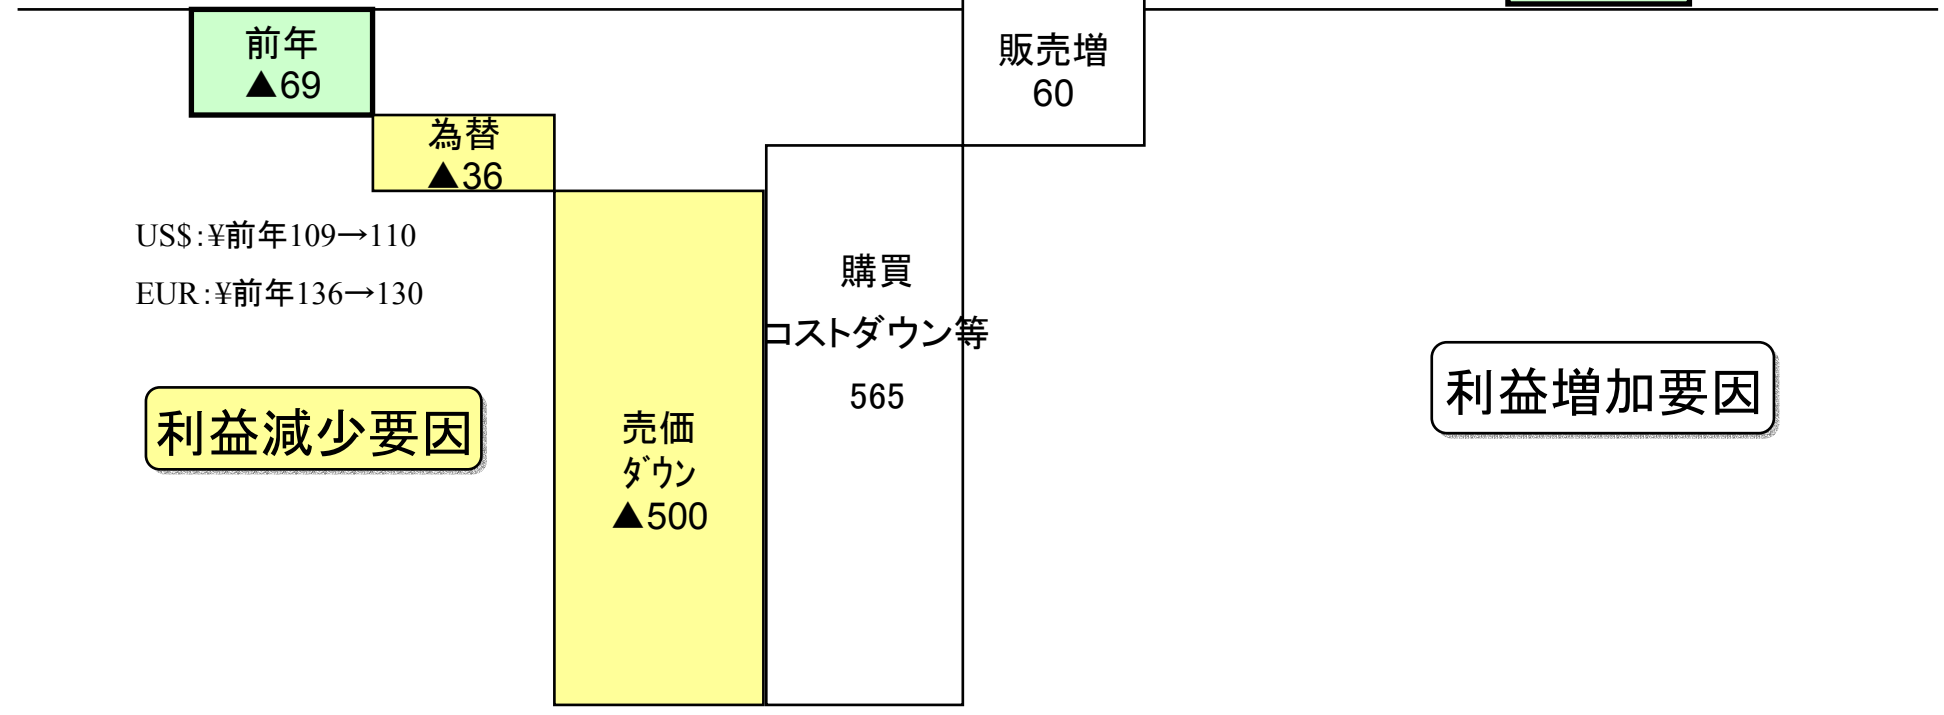 前年
▲69
為替
▲36
US$:¥前年109→110
EUR:¥前年136→130
利益減少要因
売価
ﾀﾞｳﾝ
▲500
購買
コストダウン等
565
販売増
60
利益増加要因